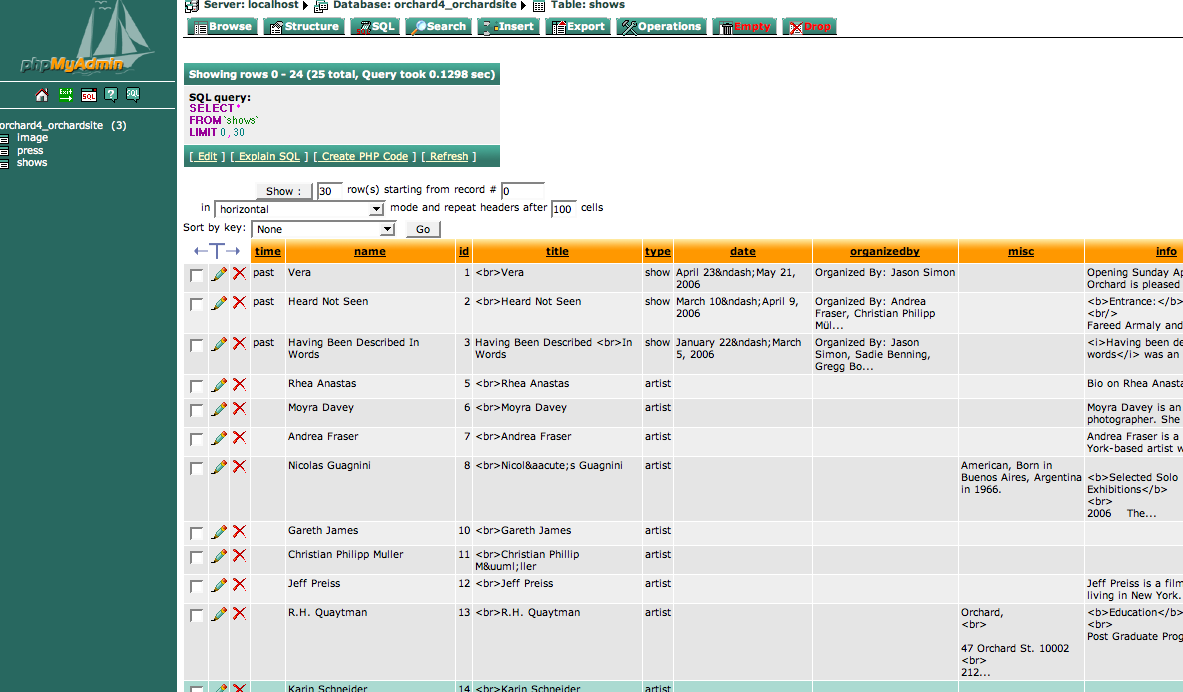 Server: localhost Database: orchard4_orchardsite Table: shows
Browse Structure SQL Search Insert Export Operations Empty Drop
phpMyAdmin
Exit SQL ? SQL
orchard4_orchardsite (3)
image
press
shows
Showing rows 0 - 24 (25 total, Query took 0.1298 sec)
SQL query:
SELECT *
FROM `shows`
LIMIT 0 , 30
[ Edit ] [ Explain SQL ] [ Create PHP Code ] [ Refresh ]
Show : 30 row(s) starting from record # 0
in horizontal mode and repeat headers after 100 cells
Sort by key: None Go
←T→ time name id title type date organizedby misc info
past Vera 1 <br>Vera show April 23&ndash;May 21, Organized By: Jason Simon Opening Sunday Ap
2006 Orchard is pleased
past Heard Not Seen 2 <br>Heard Not Seen show March 10&ndash;April 9, Organized By: Andrea <b>Entrance:</b>
2006 Fraser, Christian Philipp <br/>
Mül... Fareed Armaly and
past Having Been Described In 3 Having Been Described <br>In show January 22&ndash;March Organized By: Jason <i>Having been de
Words Words 5, 2006 Simon, Sadie Benning, words</i> was an
Gregg Bo...
Rhea Anastas 5 <br>Rhea Anastas artist Bio on Rhea Anasta
Moyra Davey 6 <br>Moyra Davey artist Moyra Davey is an
photographer. She
Andrea Fraser 7 <br>Andrea Fraser artist Andrea Fraser is a
York-based artist w
Nicolas Guagnini 8 <br>Nicol&aacute;s Guagnini artist American, Born in
Buenos Aires, Argentina <b>Selected Solo
in 1966. Exhibitions</b>
<br>
2006 The...
Gareth James 10 <br>Gareth James artist
Christian Philipp Muller 11 <br>Christian Phillip artist
M&uuml;ller
Jeff Preiss 12 <br>Jeff Preiss artist Jeff Preiss is a film
living in New York.
R.H. Quaytman 13 <br>R.H. Quaytman artist Orchard, <b>Education</b>
<br> <br>
Post Graduate Prog
47 Orchard St. 10002
<br>
212...
Karin Schneider 14 <br>Karin Schneider artist